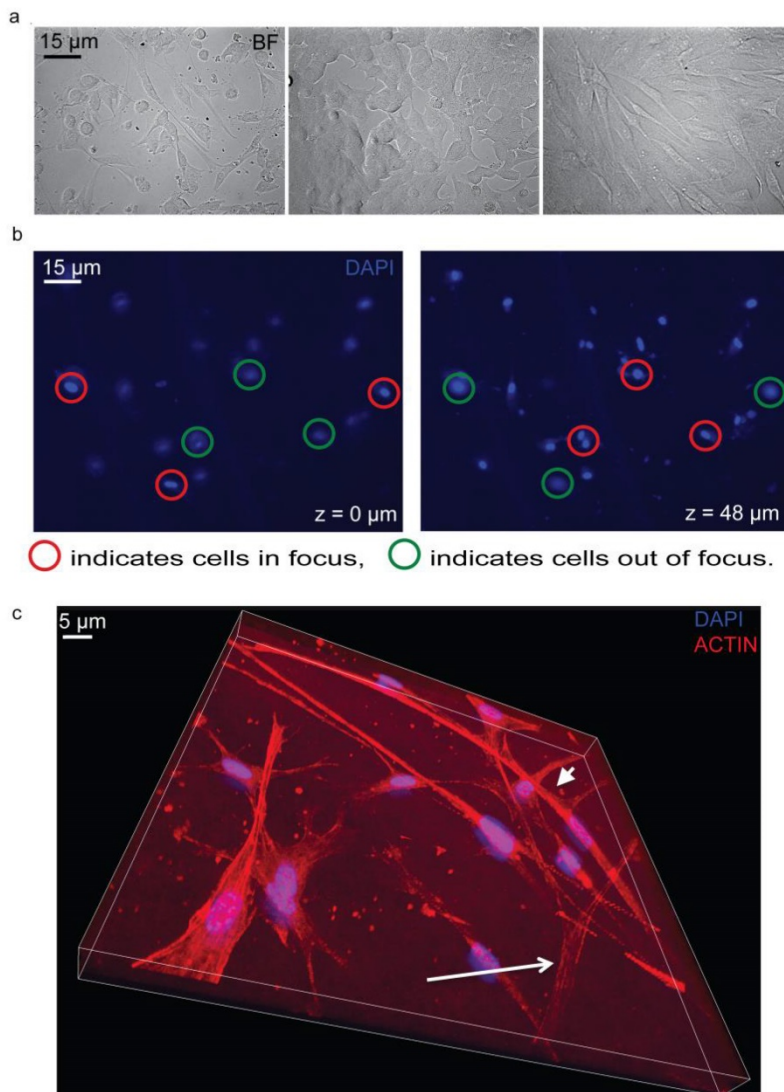 a
15 µm
BF
b
15 µm
DAPI
z = 0 µm
z = 48 µm
indicates cells in focus,
indicates cells out of focus.
c
5 µm
DAPI
ACTIN